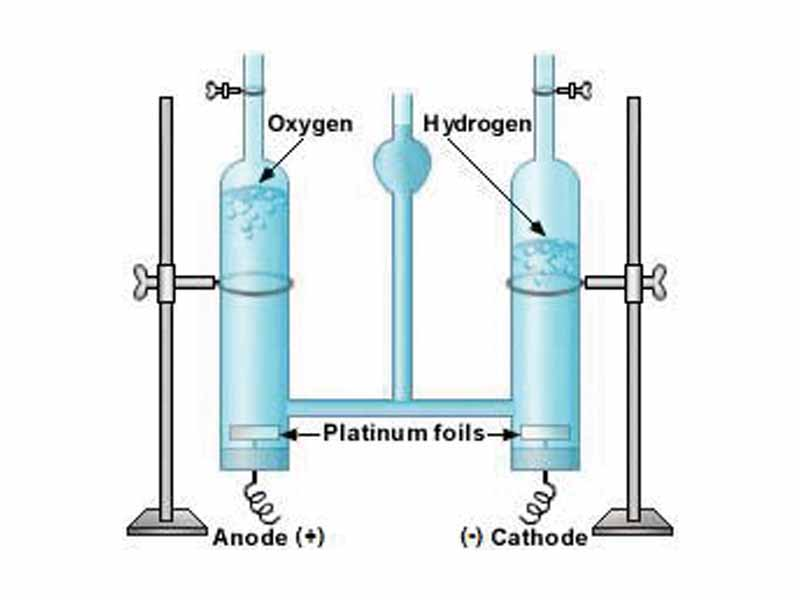 Oxygen
Hydrogen
Platinum foils
Anode (+)
(-) Cathode